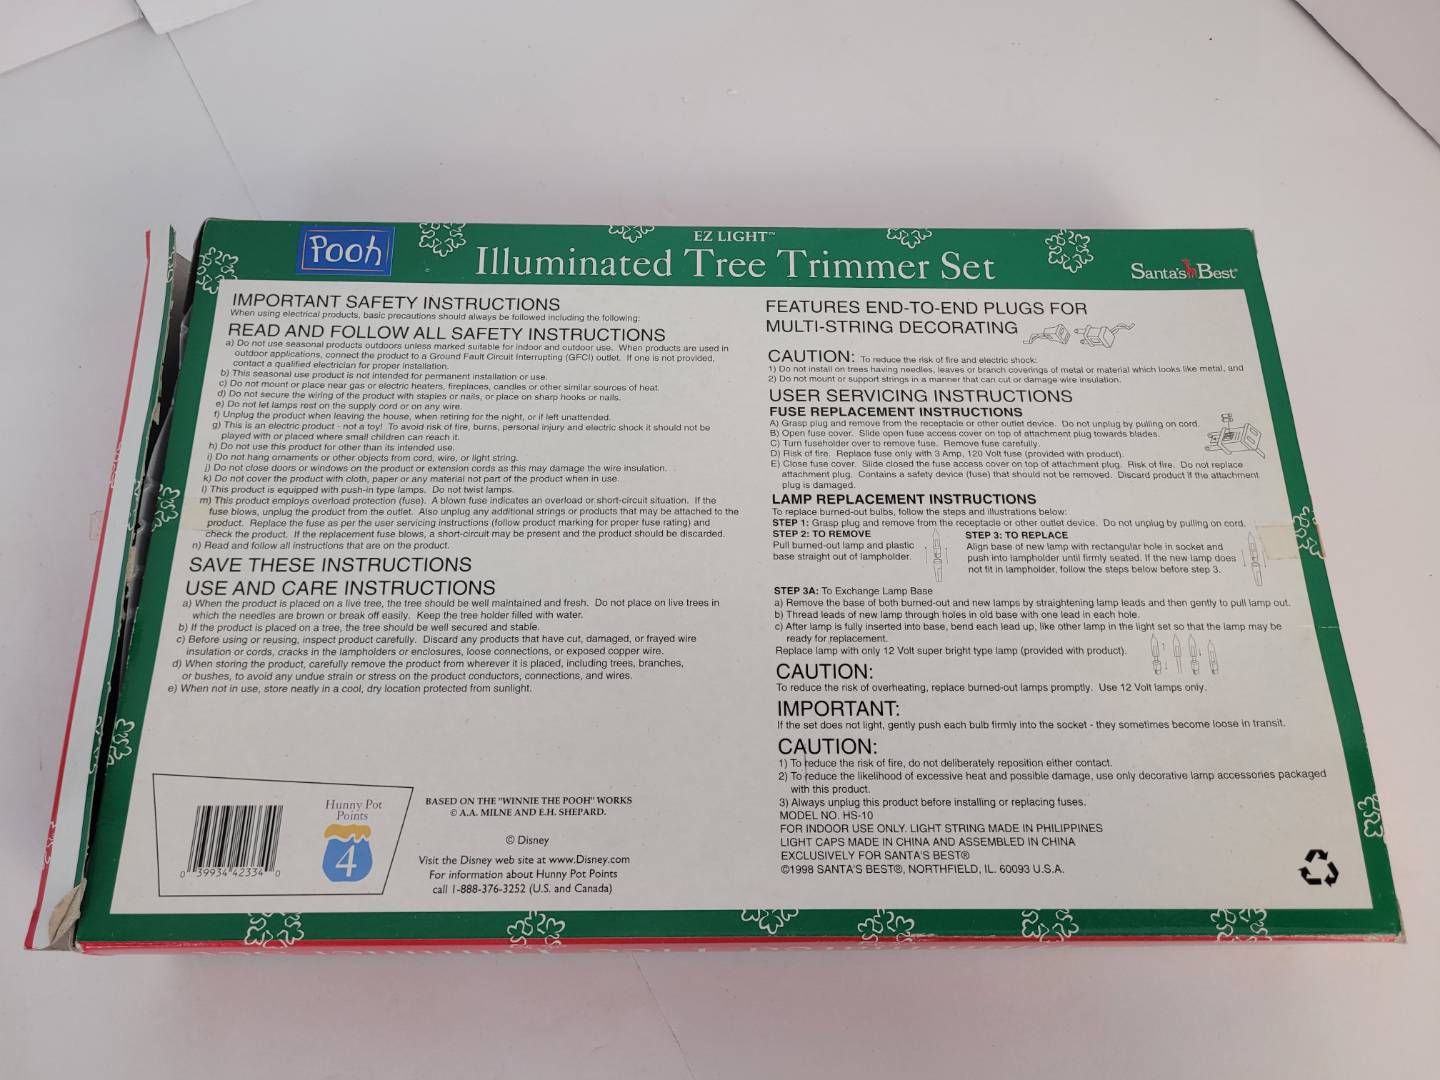 Pooh
EZ LIGHT™
Illuminated Tree Trimmer Set
Santa's Best®
IMPORTANT SAFETY INSTRUCTIONS
When using electrical products, basic precautions should always be followed including the following:
READ AND FOLLOW ALL SAFETY INSTRUCTIONS
a) Do not use seasonal products outdoors unless marked suitable for indoor and outdoor use. When products are used in
outdoor applications, connect the product to a Ground Fault Circuit Interrupting (GFCI) outlet. If one is not provided,
contact a qualified electrician for proper installation.
b) This seasonal use product is not intended for permanent installation or use.
c) Do not mount or place near gas or electric heaters, fireplaces, candles or other similar sources of heat.
d) Do not secure the wiring of the product with staples or nails, or place on sharp hooks or nails.
e) Do not let lamps rest on the supply cord or on any wire.
f) Unplug the product when leaving the house, when retiring for the night, or if left unattended.
g) This is an electric product - not a toy! To avoid risk of fire, burns, personal injury and electric shock it should not be
played with or placed where small children can reach it.
h) Do not use this product for other than its intended use.
i) Do not hang ornaments or other objects from cord, wire, or light string.
j) Do not close doors or windows on the product or extension cords as this may damage the wire insulation.
k) Do not cover the product with cloth, paper or any material not part of the product when in use.
l) This product is equipped with push-in type lamps. Do not twist lamps.
m) This product employs overload protection (fuse). A blown fuse indicates an overload or short-circuit situation. If the
fuse blows, unplug the product from the outlet. Also unplug any additional strings or products that may be attached to the
product. Replace the fuse as per the user servicing instructions (follow product marking for proper fuse rating) and
check the product. If the replacement fuse blows, a short-circuit may be present and the product should be discarded.
n) Read and follow all instructions that are on the product.
SAVE THESE INSTRUCTIONS
USE AND CARE INSTRUCTIONS
a) When the product is placed on a live tree, the tree should be well maintained and fresh. Do not place on live trees in
which the needles are brown or break off easily. Keep the tree holder filled with water.
b) If the product is placed on a tree, the tree should be well secured and stable.
c) Before using or reusing, inspect product carefully. Discard any products that have cut, damaged, or frayed wire
insulation or cords, cracks in the lampholders or enclosures, loose connections, or exposed copper wire.
d) When storing the product, carefully remove the product from wherever it is placed, including trees, branches,
or bushes, to avoid any undue strain or stress on the product conductors, connections, and wires.
e) When not in use, store neatly in a cool, dry location protected from sunlight.
0 39934 42334 0
Hunny Pot
Points
4
BASED ON THE "WINNIE THE POOH" WORKS
© A.A. MILNE AND E.H. SHEPARD.
© Disney
Visit the Disney web site at www.Disney.com
For information about Hunny Pot Points
call 1-888-376-3252 (U.S. and Canada)
FEATURES END-TO-END PLUGS FOR
MULTI-STRING DECORATING
CAUTION: To reduce the risk of fire and electric shock:
1) Do not install on trees having needles, leaves or branch coverings of metal or material which looks like metal, and
2) Do not mount or support strings in a manner that can cut or damage wire insulation.
USER SERVICING INSTRUCTIONS
FUSE REPLACEMENT INSTRUCTIONS
A) Grasp plug and remove from the receptacle or other outlet device. Do not unplug by pulling on cord.
B) Open fuse cover. Slide open fuse access cover on top of attachment plug towards blades.
C) Turn fuseholder over to remove fuse. Remove fuse carefully.
D) Risk of fire. Replace fuse only with 3 Amp, 120 Volt fuse (provided with product).
E) Close fuse cover. Slide closed the fuse access cover on top of attachment plug. Risk of fire. Do not replace
attachment plug. Contains a safety device (fuse) that should not be removed. Discard product if the attachment
plug is damaged.
LAMP REPLACEMENT INSTRUCTIONS
To replace burned-out bulbs, follow the steps and illustrations below:
STEP 1: Grasp plug and remove from the receptacle or other outlet device. Do not unplug by pulling on cord.
STEP 2: TO REMOVE
Pull burned-out lamp and plastic
base straight out of lampholder.
STEP 3: TO REPLACE
Align base of new lamp with rectangular hole in socket and
push into lampholder until firmly seated. If the new lamp does
not fit in lampholder, follow the steps below before step 3.
STEP 3A: To Exchange Lamp Base
a) Remove the base of both burned-out and new lamps by straightening lamp leads and then gently to pull lamp out.
b) Thread leads of new lamp through holes in old base with one lead in each hole.
c) After lamp is fully inserted into base, bend each lead up, like other lamp in the light set so that the lamp may be
ready for replacement.
Replace lamp with only 12 Volt super bright type lamp (provided with product).
CAUTION:
To reduce the risk of overheating, replace burned-out lamps promptly. Use 12 Volt lamps only.
IMPORTANT:
If the set does not light, gently push each bulb firmly into the socket - they sometimes become loose in transit.
CAUTION:
1) To reduce the risk of fire, do not deliberately reposition either contact.
2) To reduce the likelihood of excessive heat and possible damage, use only decorative lamp accessories packaged
with this product.
3) Always unplug this product before installing or replacing fuses.
MODEL NO. HS-10
FOR INDOOR USE ONLY. LIGHT STRING MADE IN PHILIPPINES
LIGHT CAPS MADE IN CHINA AND ASSEMBLED IN CHINA
EXCLUSIVELY FOR SANTA'S BEST®
©1998 SANTA'S BEST®, NORTHFIELD, IL. 60093 U.S.A.